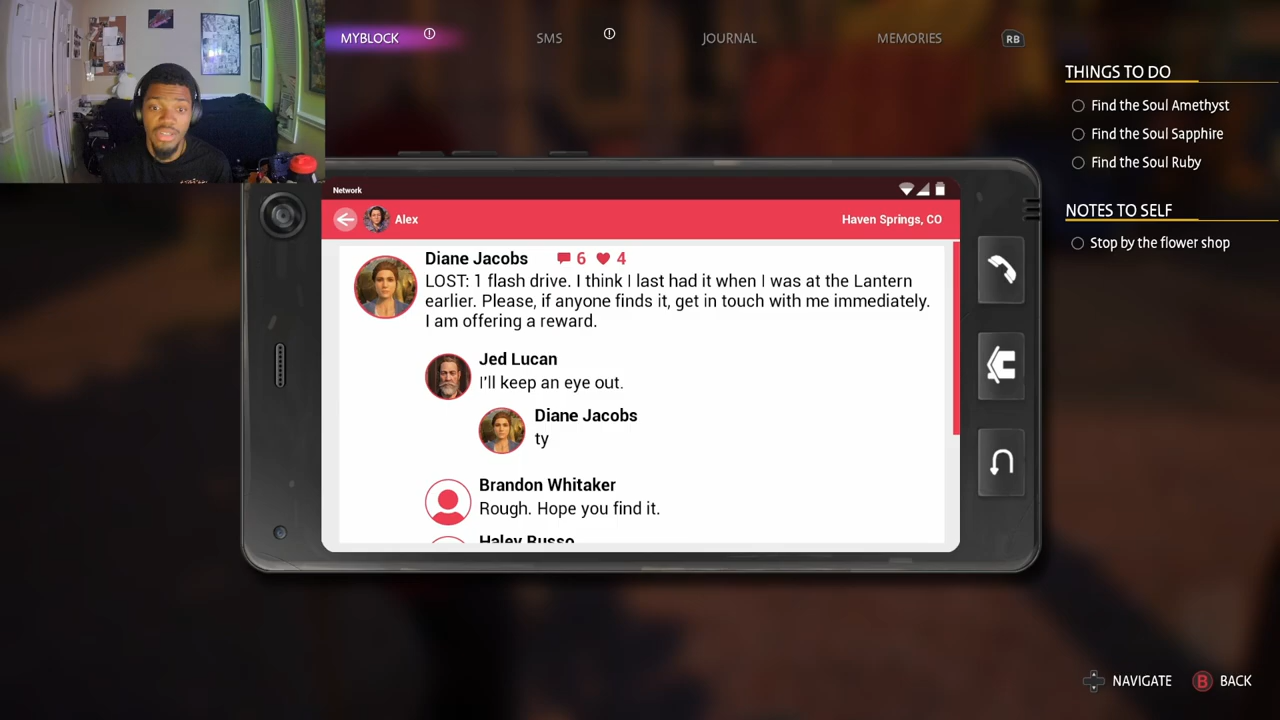 MYBLOCK
SMS
JOURNAL
MEMORIES
RB
THINGS TO DO
Find the Soul Amethyst
Find the Soul Sapphire
Find the Soul Ruby
NOTES TO SELF
Stop by the flower shop
Network
Alex
Haven Springs, CO
Diane Jacobs 6 4
LOST: 1 flash drive. I think I last had it when I was at the Lantern
earlier. Please, if anyone finds it, get in touch with me immediately.
I am offering a reward.
Jed Lucan
I'll keep an eye out.
Diane Jacobs
ty
Brandon Whitaker
Rough. Hope you find it.
Haley Russo
NAVIGATE
B BACK